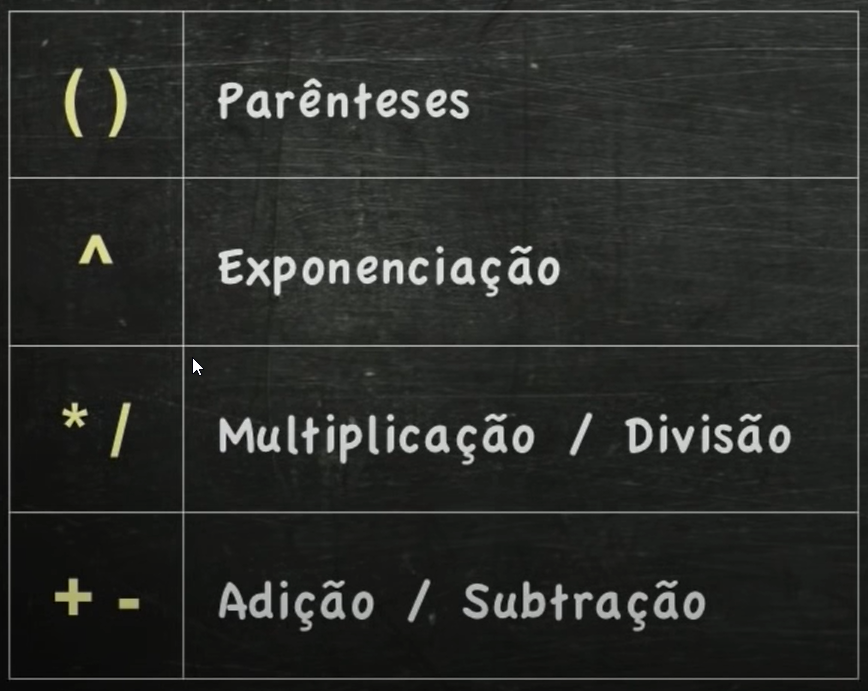 ( ) Parênteses
^ Exponenciação
* / Multiplicação / Divisão
+ - Adição / Subtração